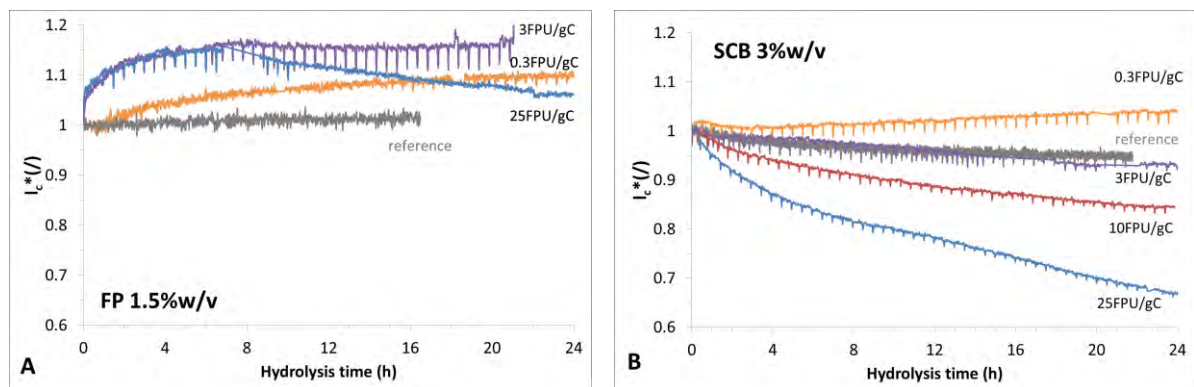 1.2
1.1
1
0.9
0.8
0.7
0.6
I_c*(/)
3FPU/gC
0.3FPU/gC
25FPU/gC
reference
FP 1.5%w/v
A
0
4
8
12
16
20
24
Hydrolysis time (h)
1.2
1.1
1
0.9
0.8
0.7
0.6
I_c*(/)
SCB 3%w/v
0.3FPU/gC
reference
3FPU/gC
10FPU/gC
25FPU/gC
B
0
4
8
12
16
20
24
Hydrolysis time (h)